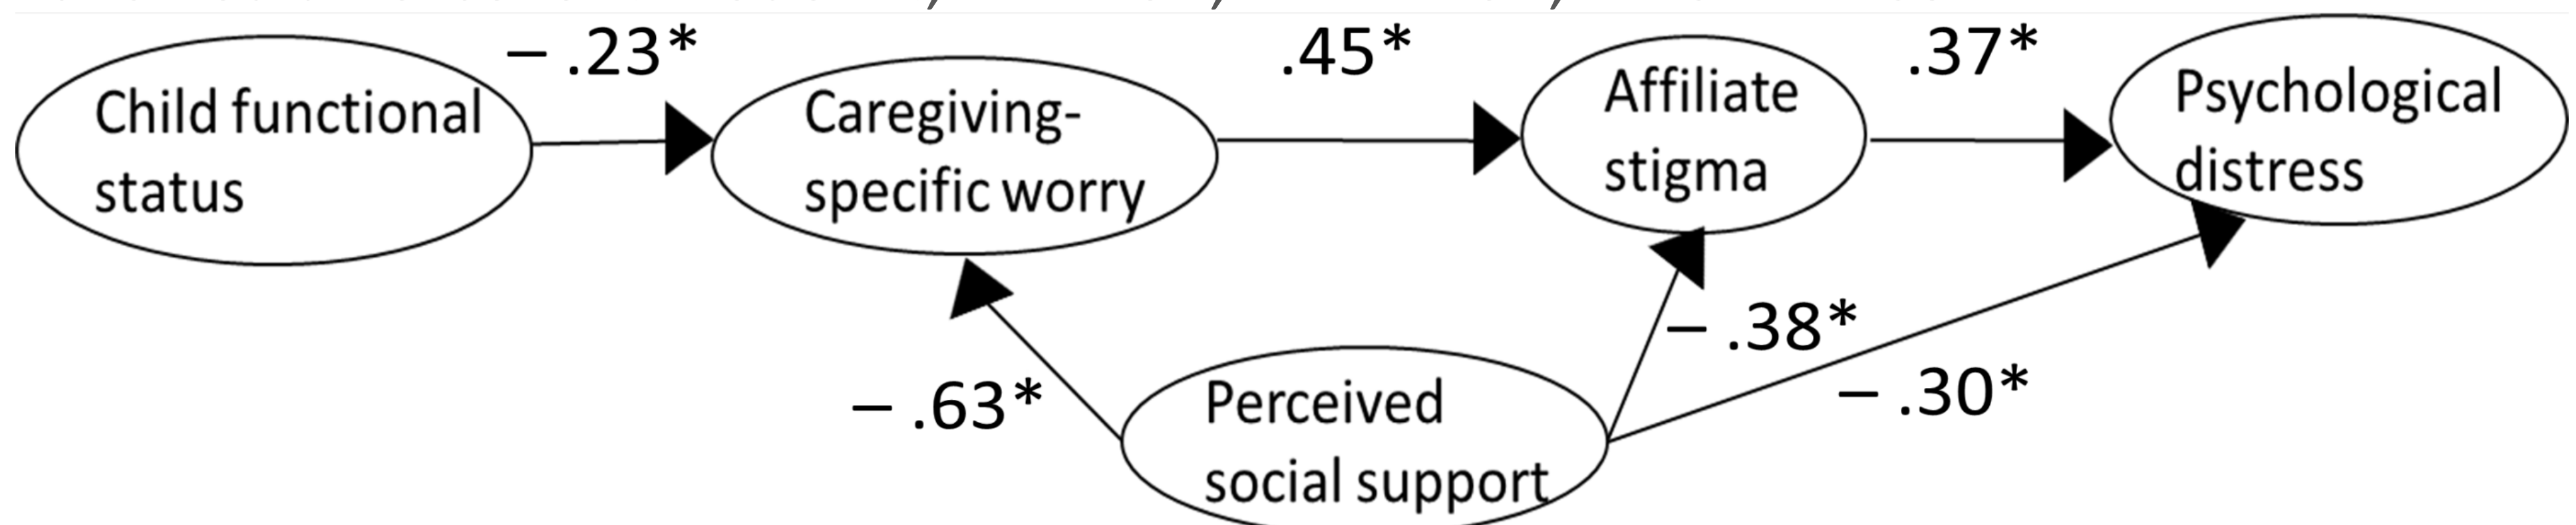 – .23*
.45*
.37*
Child functional
status
Caregiving-
specific worry
Affiliate
stigma
Psychological
distress
– .38*
– .63*
– .30*
Perceived
social support